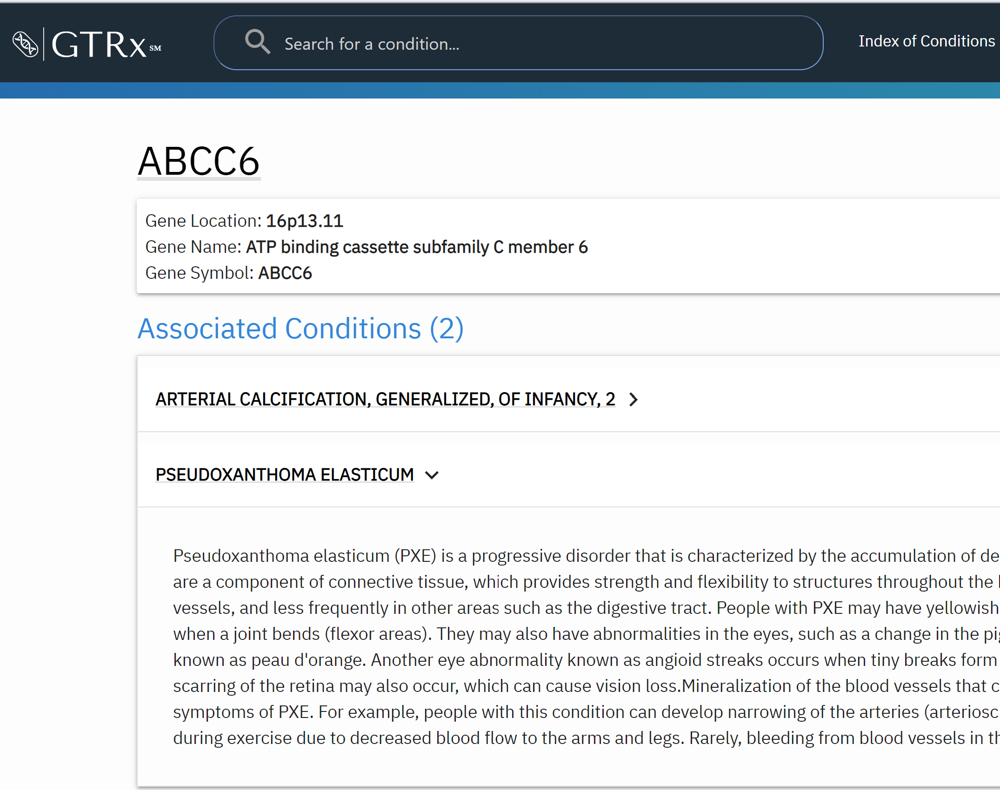 GTRx SM
Search for a condition...
Index of Conditions
ABCC6
Gene Location: 16p13.11
Gene Name: ATP binding cassette subfamily C member 6
Gene Symbol: ABCC6
Associated Conditions (2)
ARTERIAL CALCIFICATION, GENERALIZED, OF INFANCY, 2
PSEUDOXANTHOMA ELASTICUM
Pseudoxanthoma elasticum (PXE) is a progressive disorder that is characterized by the accumulation of de
are a component of connective tissue, which provides strength and flexibility to structures throughout the
vessels, and less frequently in other areas such as the digestive tract. People with PXE may have yellowish
when a joint bends (flexor areas). They may also have abnormalities in the eyes, such as a change in the pig
known as peau d'orange. Another eye abnormality known as angioid streaks occurs when tiny breaks form
scarring of the retina may also occur, which can cause vision loss.Mineralization of the blood vessels that c
symptoms of PXE. For example, people with this condition can develop narrowing of the arteries (arteriosc
during exercise due to decreased blood flow to the arms and legs. Rarely, bleeding from blood vessels in th